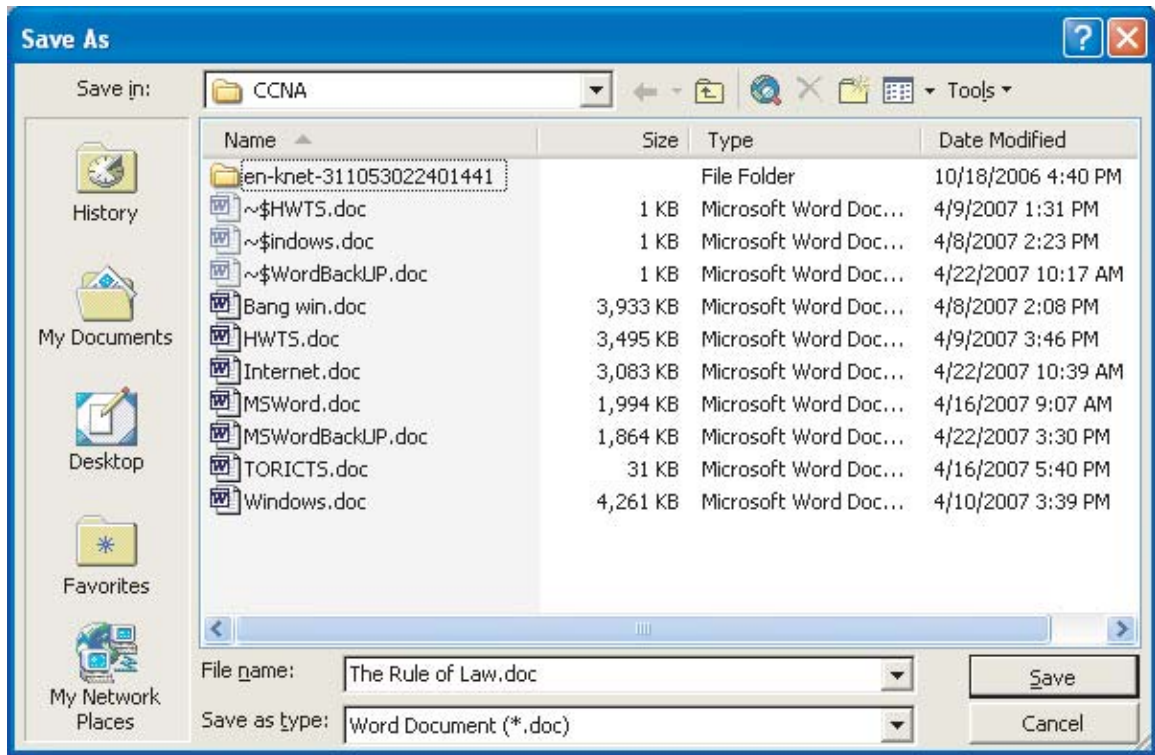 Save As
Save in: CCNA Tools
Name Size Type Date Modified
en-knet-311053022401441 File Folder 10/18/2006 4:40 PM
~$HWTS.doc 1 KB Microsoft Word Doc... 4/9/2007 1:31 PM
~$indows.doc 1 KB Microsoft Word Doc... 4/8/2007 2:23 PM
~$WordBackUP.doc 1 KB Microsoft Word Doc... 4/22/2007 10:17 AM
Bang win.doc 3,933 KB Microsoft Word Doc... 4/8/2007 2:08 PM
HWTS.doc 3,495 KB Microsoft Word Doc... 4/9/2007 3:46 PM
Internet.doc 3,083 KB Microsoft Word Doc... 4/22/2007 10:39 AM
MSWord.doc 1,994 KB Microsoft Word Doc... 4/16/2007 9:07 AM
MSWordBackUP.doc 1,864 KB Microsoft Word Doc... 4/22/2007 3:30 PM
TORICTS.doc 31 KB Microsoft Word Doc... 4/16/2007 5:40 PM
Windows.doc 4,261 KB Microsoft Word Doc... 4/10/2007 3:39 PM
History
My Documents
Desktop
Favorites
My Network
Places
File name: The Rule of Law.doc Save
Save as type: Word Document (*.doc) Cancel